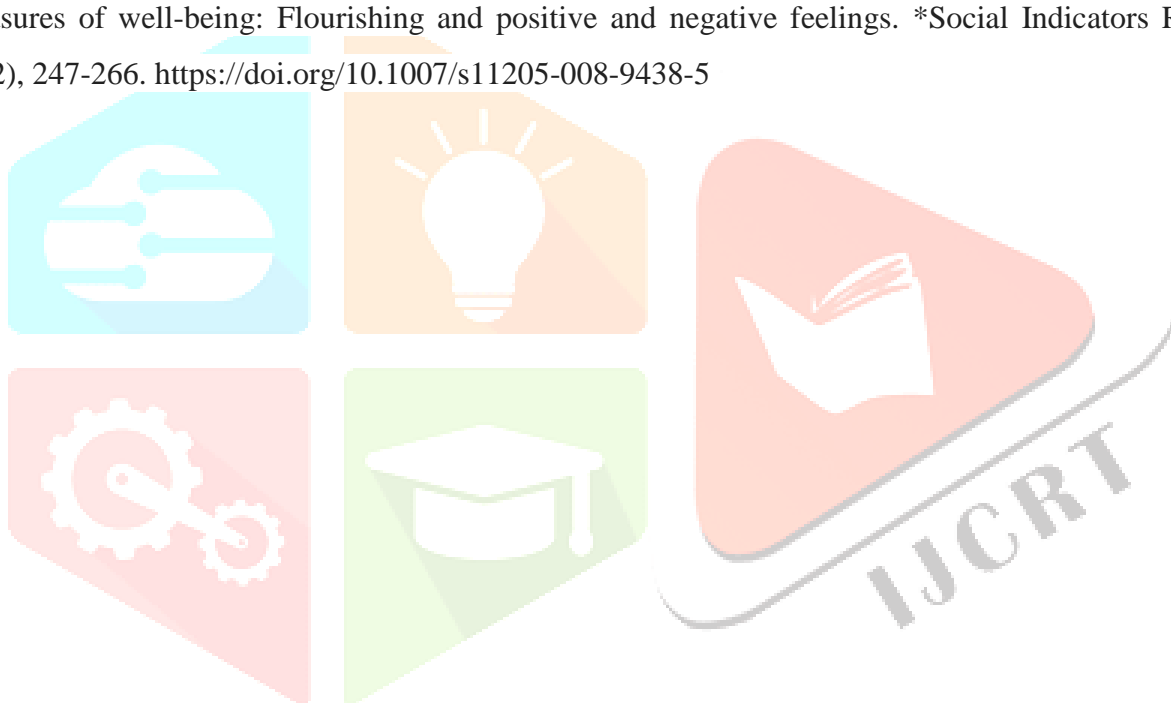 sures of well-being: Flourishing and positive and negative feelings. *Social Indicators
2), 247-266. https://doi.org/10.1007/s11205-008-9438-5
IJCRT